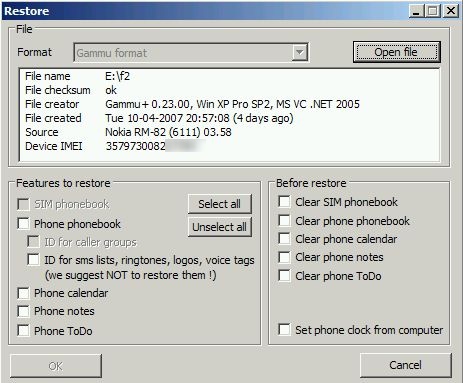 Restore
File
Format Gammu format Open file
File name E:\f2
File checksum ok
File creator Gammu+ 0.23.00, Win XP Pro SP2, MS VC .NET 2005
File created Tue 10-04-2007 20:57:08 (4 days ago)
Source Nokia RM-82 (6111) 03.58
Device IMEI 3579730082
Features to restore
SIM phonebook Select all
Phone phonebook Unselect all
ID for caller groups
ID for sms lists, ringtones, logos, voice tags
(we suggest NOT to restore them !)
Phone calendar
Phone notes
Phone ToDo
Before restore
Clear SIM phonebook
Clear phone phonebook
Clear phone calendar
Clear phone notes
Clear phone ToDo
Set phone clock from computer
OK Cancel